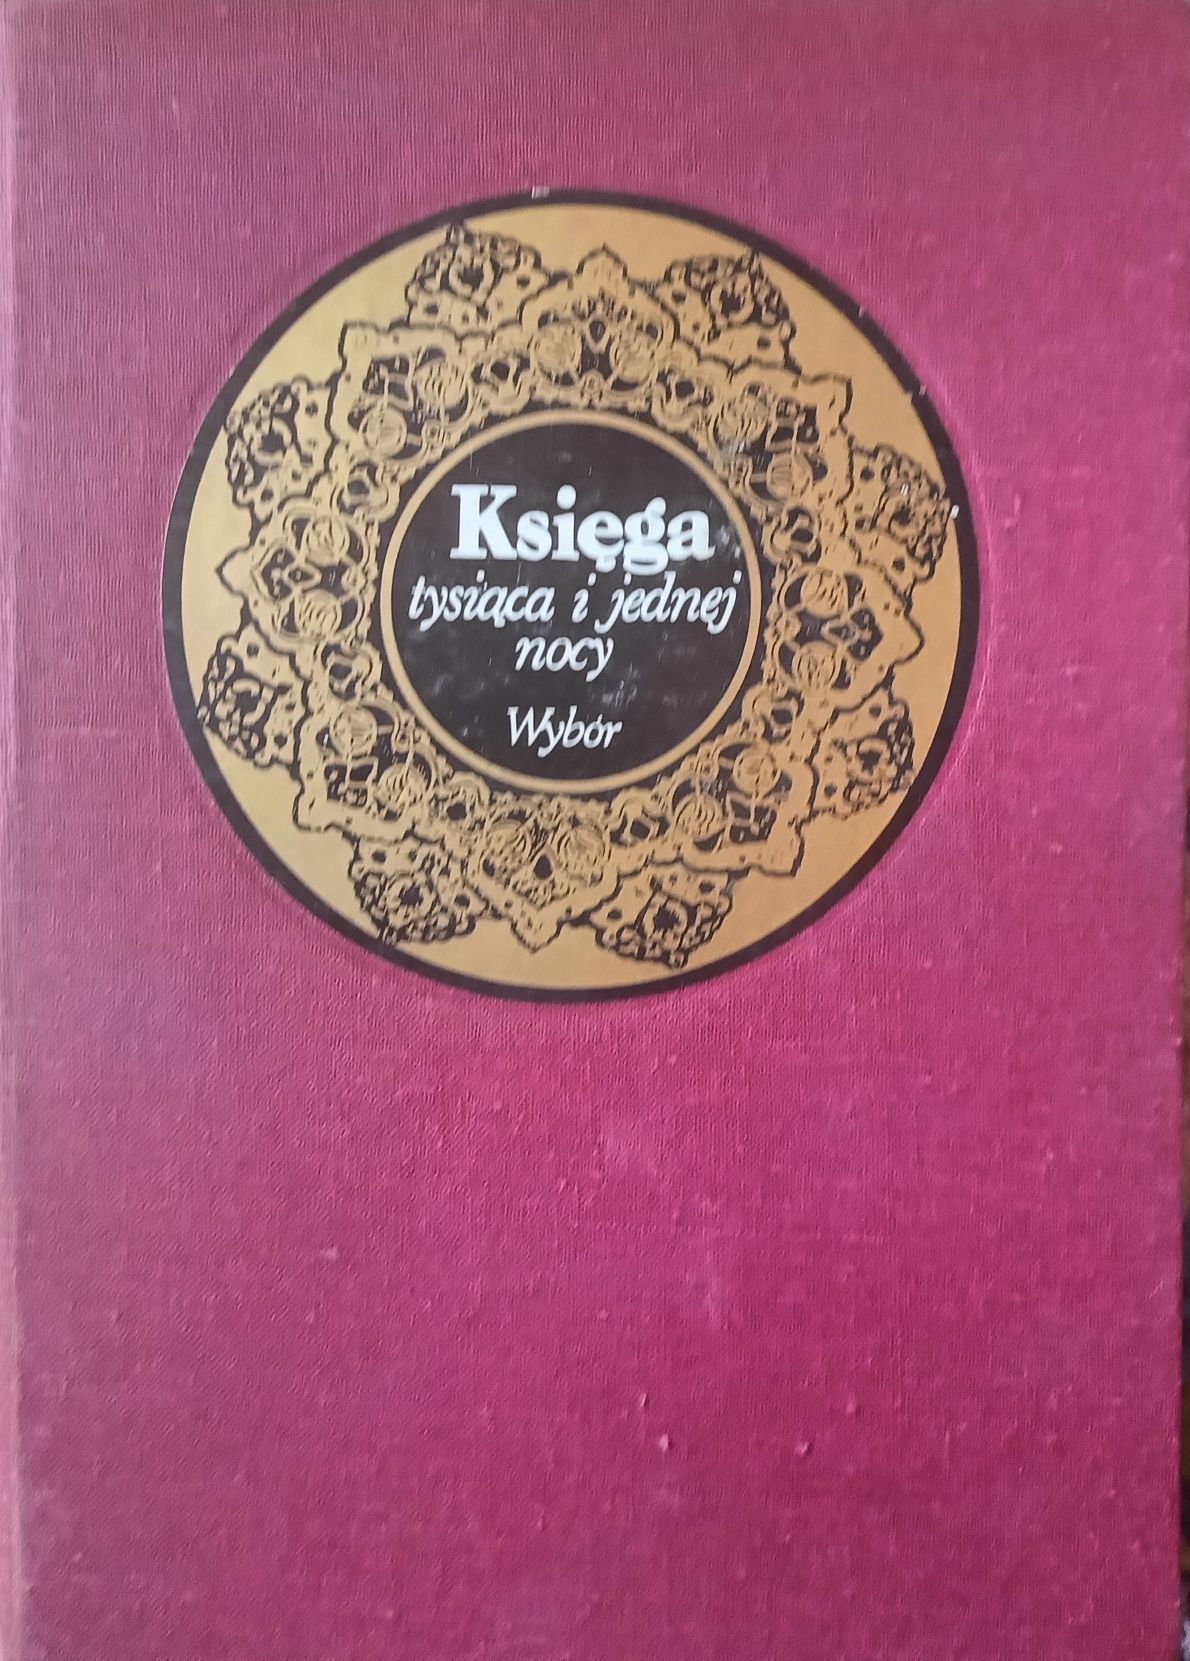 Księga
tysiąca i jednej
nocy
Wybór